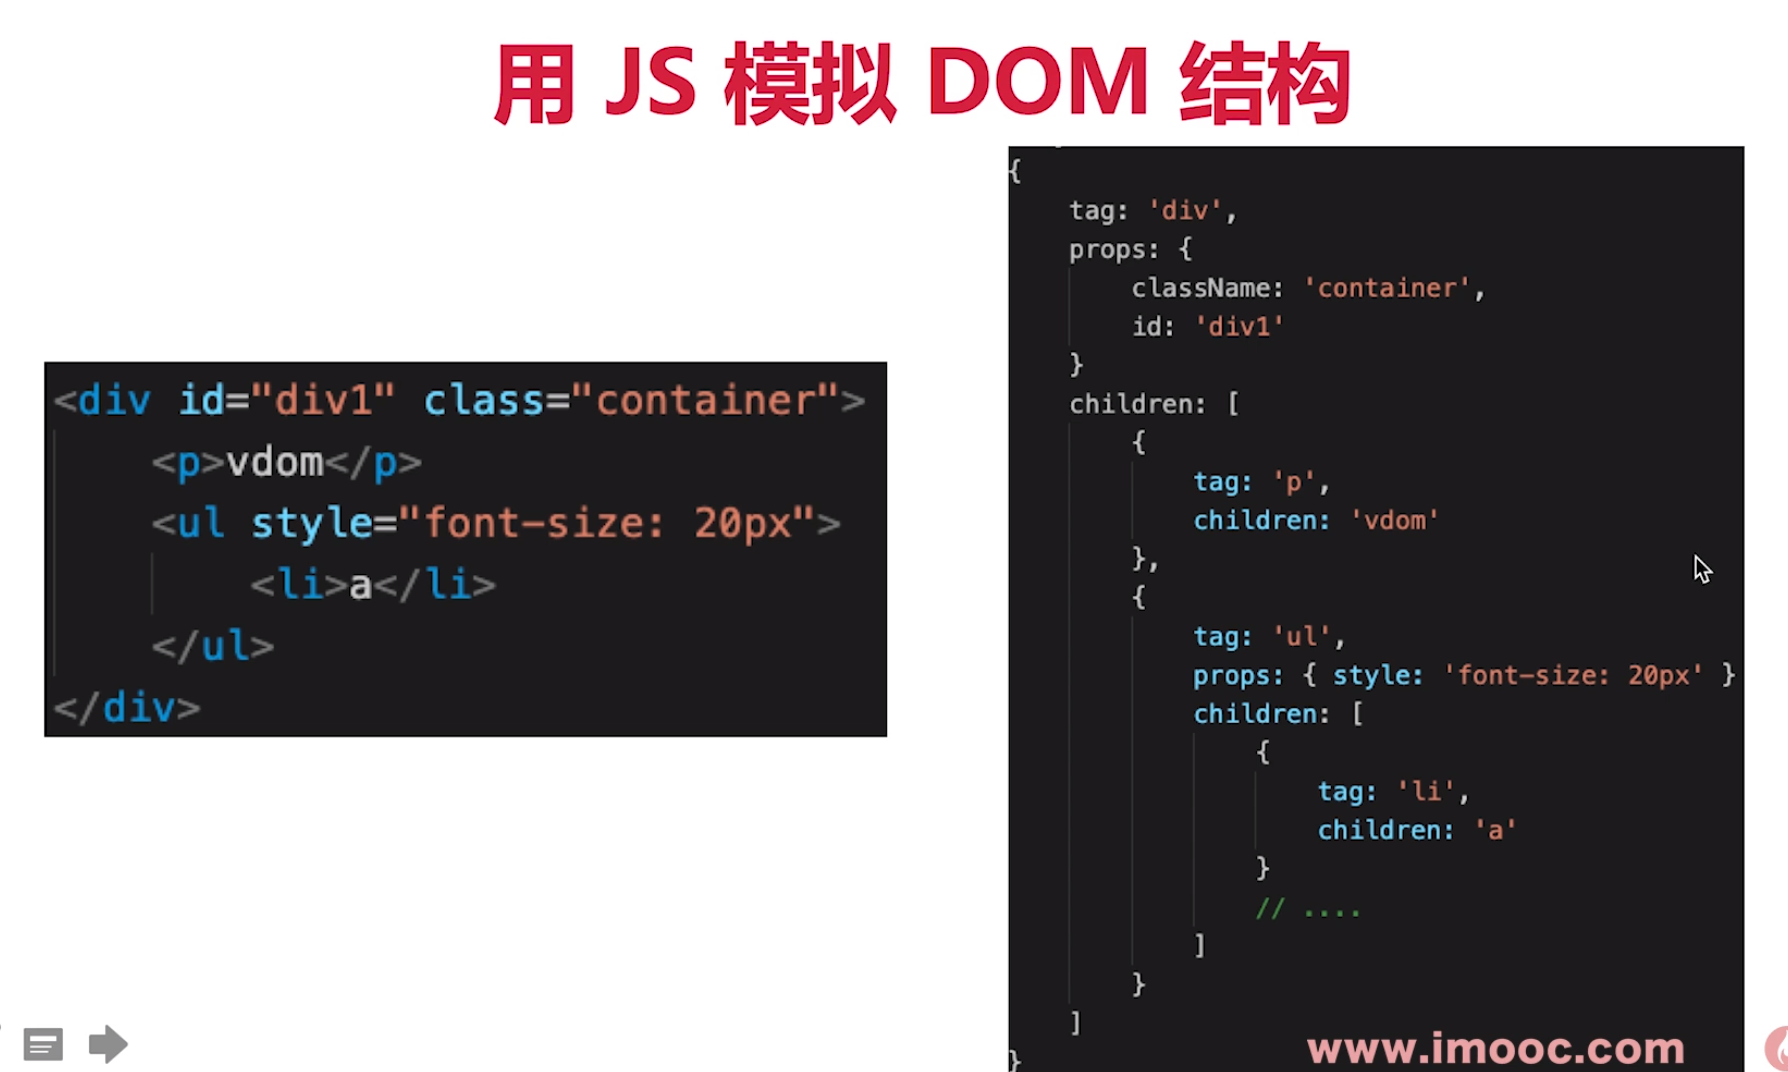 用 JS 模拟 DOM 结构
<div id="div1" class="container">
    <p>vdom</p>
    <ul style="font-size: 20px">
        <li>a</li>
    </ul>
</div>
{
    tag: 'div',
    props: {
        className: 'container',
        id: 'div1'
    }
    children: [
        {
            tag: 'p',
            children: 'vdom'
        },
        {
            tag: 'ul',
            props: { style: 'font-size: 20px' }
            children: [
                {
                    tag: 'li',
                    children: 'a'
                }
                // ....
            ]
        }
    ]
}
www.imooc.com